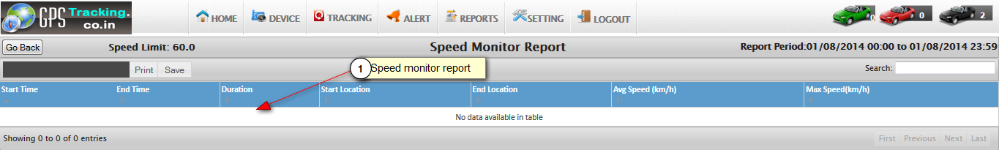 GPS Tracking.
co.in
HOME DEVICE TRACKING ALERT REPORTS SETTING LOGOUT
0 0 2
Go Back Speed Limit: 60.0 Speed Monitor Report Report Period:01/08/2014 00:00 to 01/08/2014 23:59
Print Save 1 Speed monitor report Search:
Start Time End Time Duration Start Location End Location Avg Speed (km/h) Max Speed(km/h)
No data available in table
Showing 0 to 0 of 0 entries First Previous Next Last